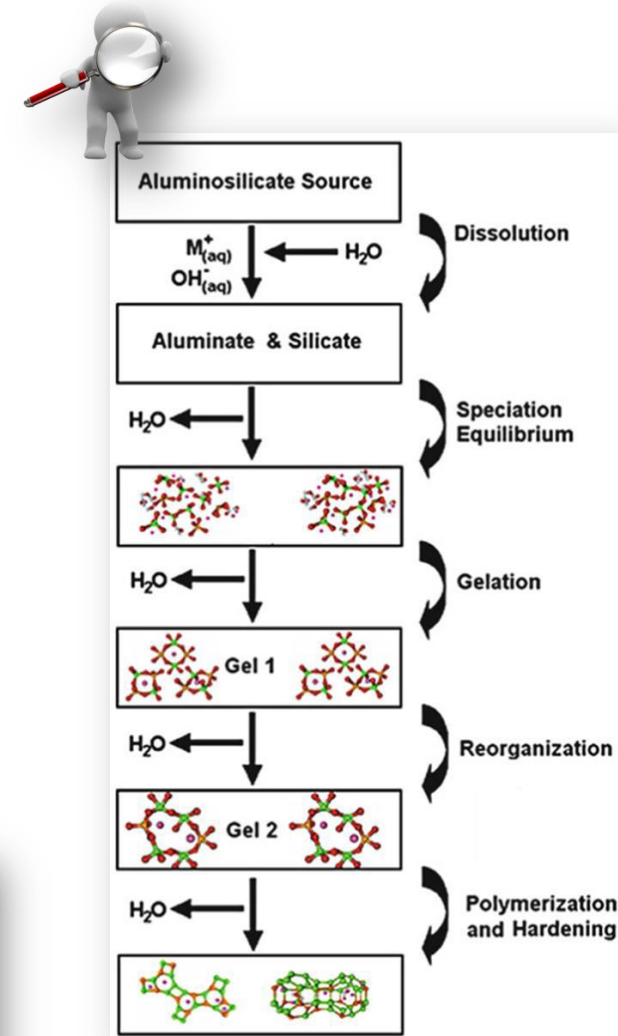 Aluminosilicate Source
M⁺(aq)
H₂O
OH⁻(aq)
Dissolution
Aluminate & Silicate
H₂O
Speciation
Equilibrium
H₂O
Gelation
Gel 1
H₂O
Reorganization
Gel 2
H₂O
Polymerization
and Hardening